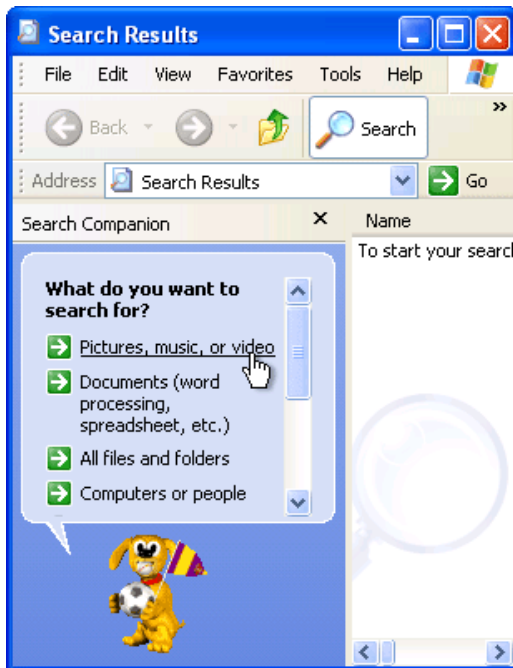 Search Results
File Edit View Favorites Tools Help
Back Search »
Address Search Results Go
Search Companion
Name
To start your search
What do you want to
search for?
Pictures, music, or video
Documents (word
processing,
spreadsheet, etc.)
All files and folders
Computers or people